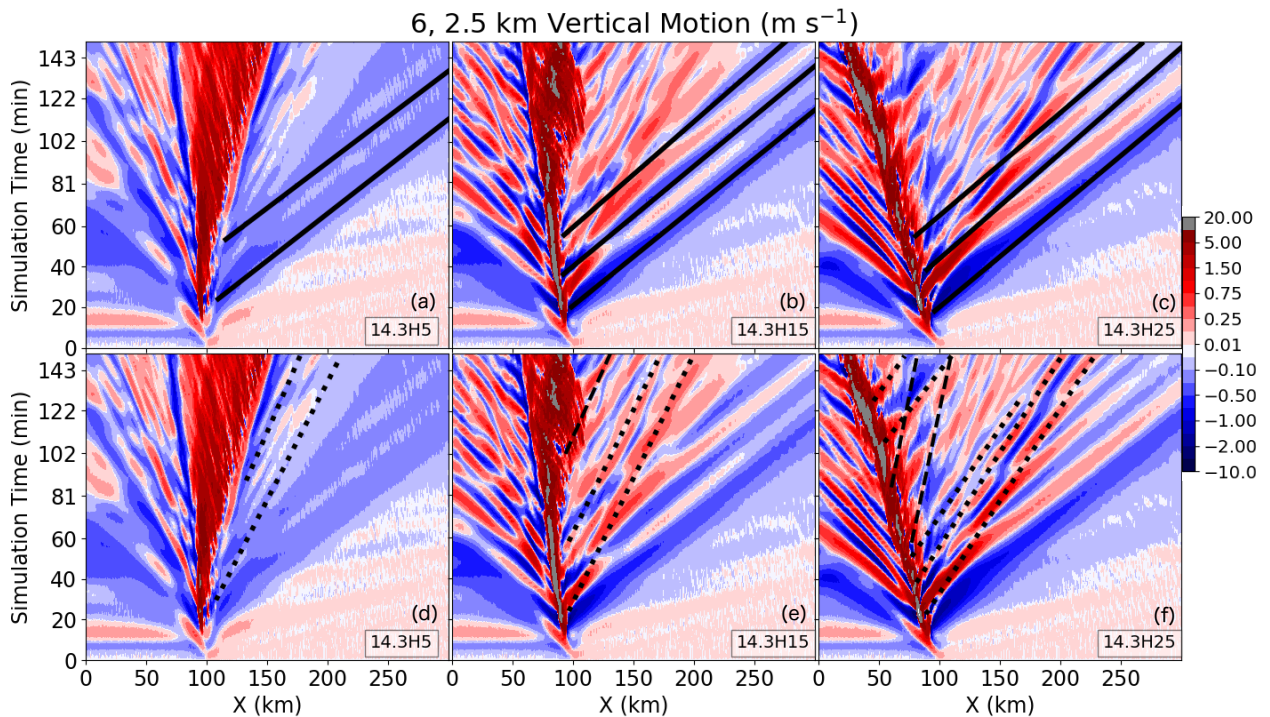 6, 2.5 km Vertical Motion (m s⁻¹)
Simulation Time (min)
143
122
102
81
60
40
20
0
(a)
14.3H5
(b)
14.3H15
(c)
14.3H25
20.00
5.00
1.50
0.75
0.25
0.01
−0.10
−0.50
−1.00
−2.00
−10.0
Simulation Time (min)
143
122
102
81
60
40
20
0
(d)
14.3H5
(e)
14.3H15
(f)
14.3H25
0 50 100 150 200 250
0 50 100 150 200 250
0 50 100 150 200 250
X (km)
X (km)
X (km)